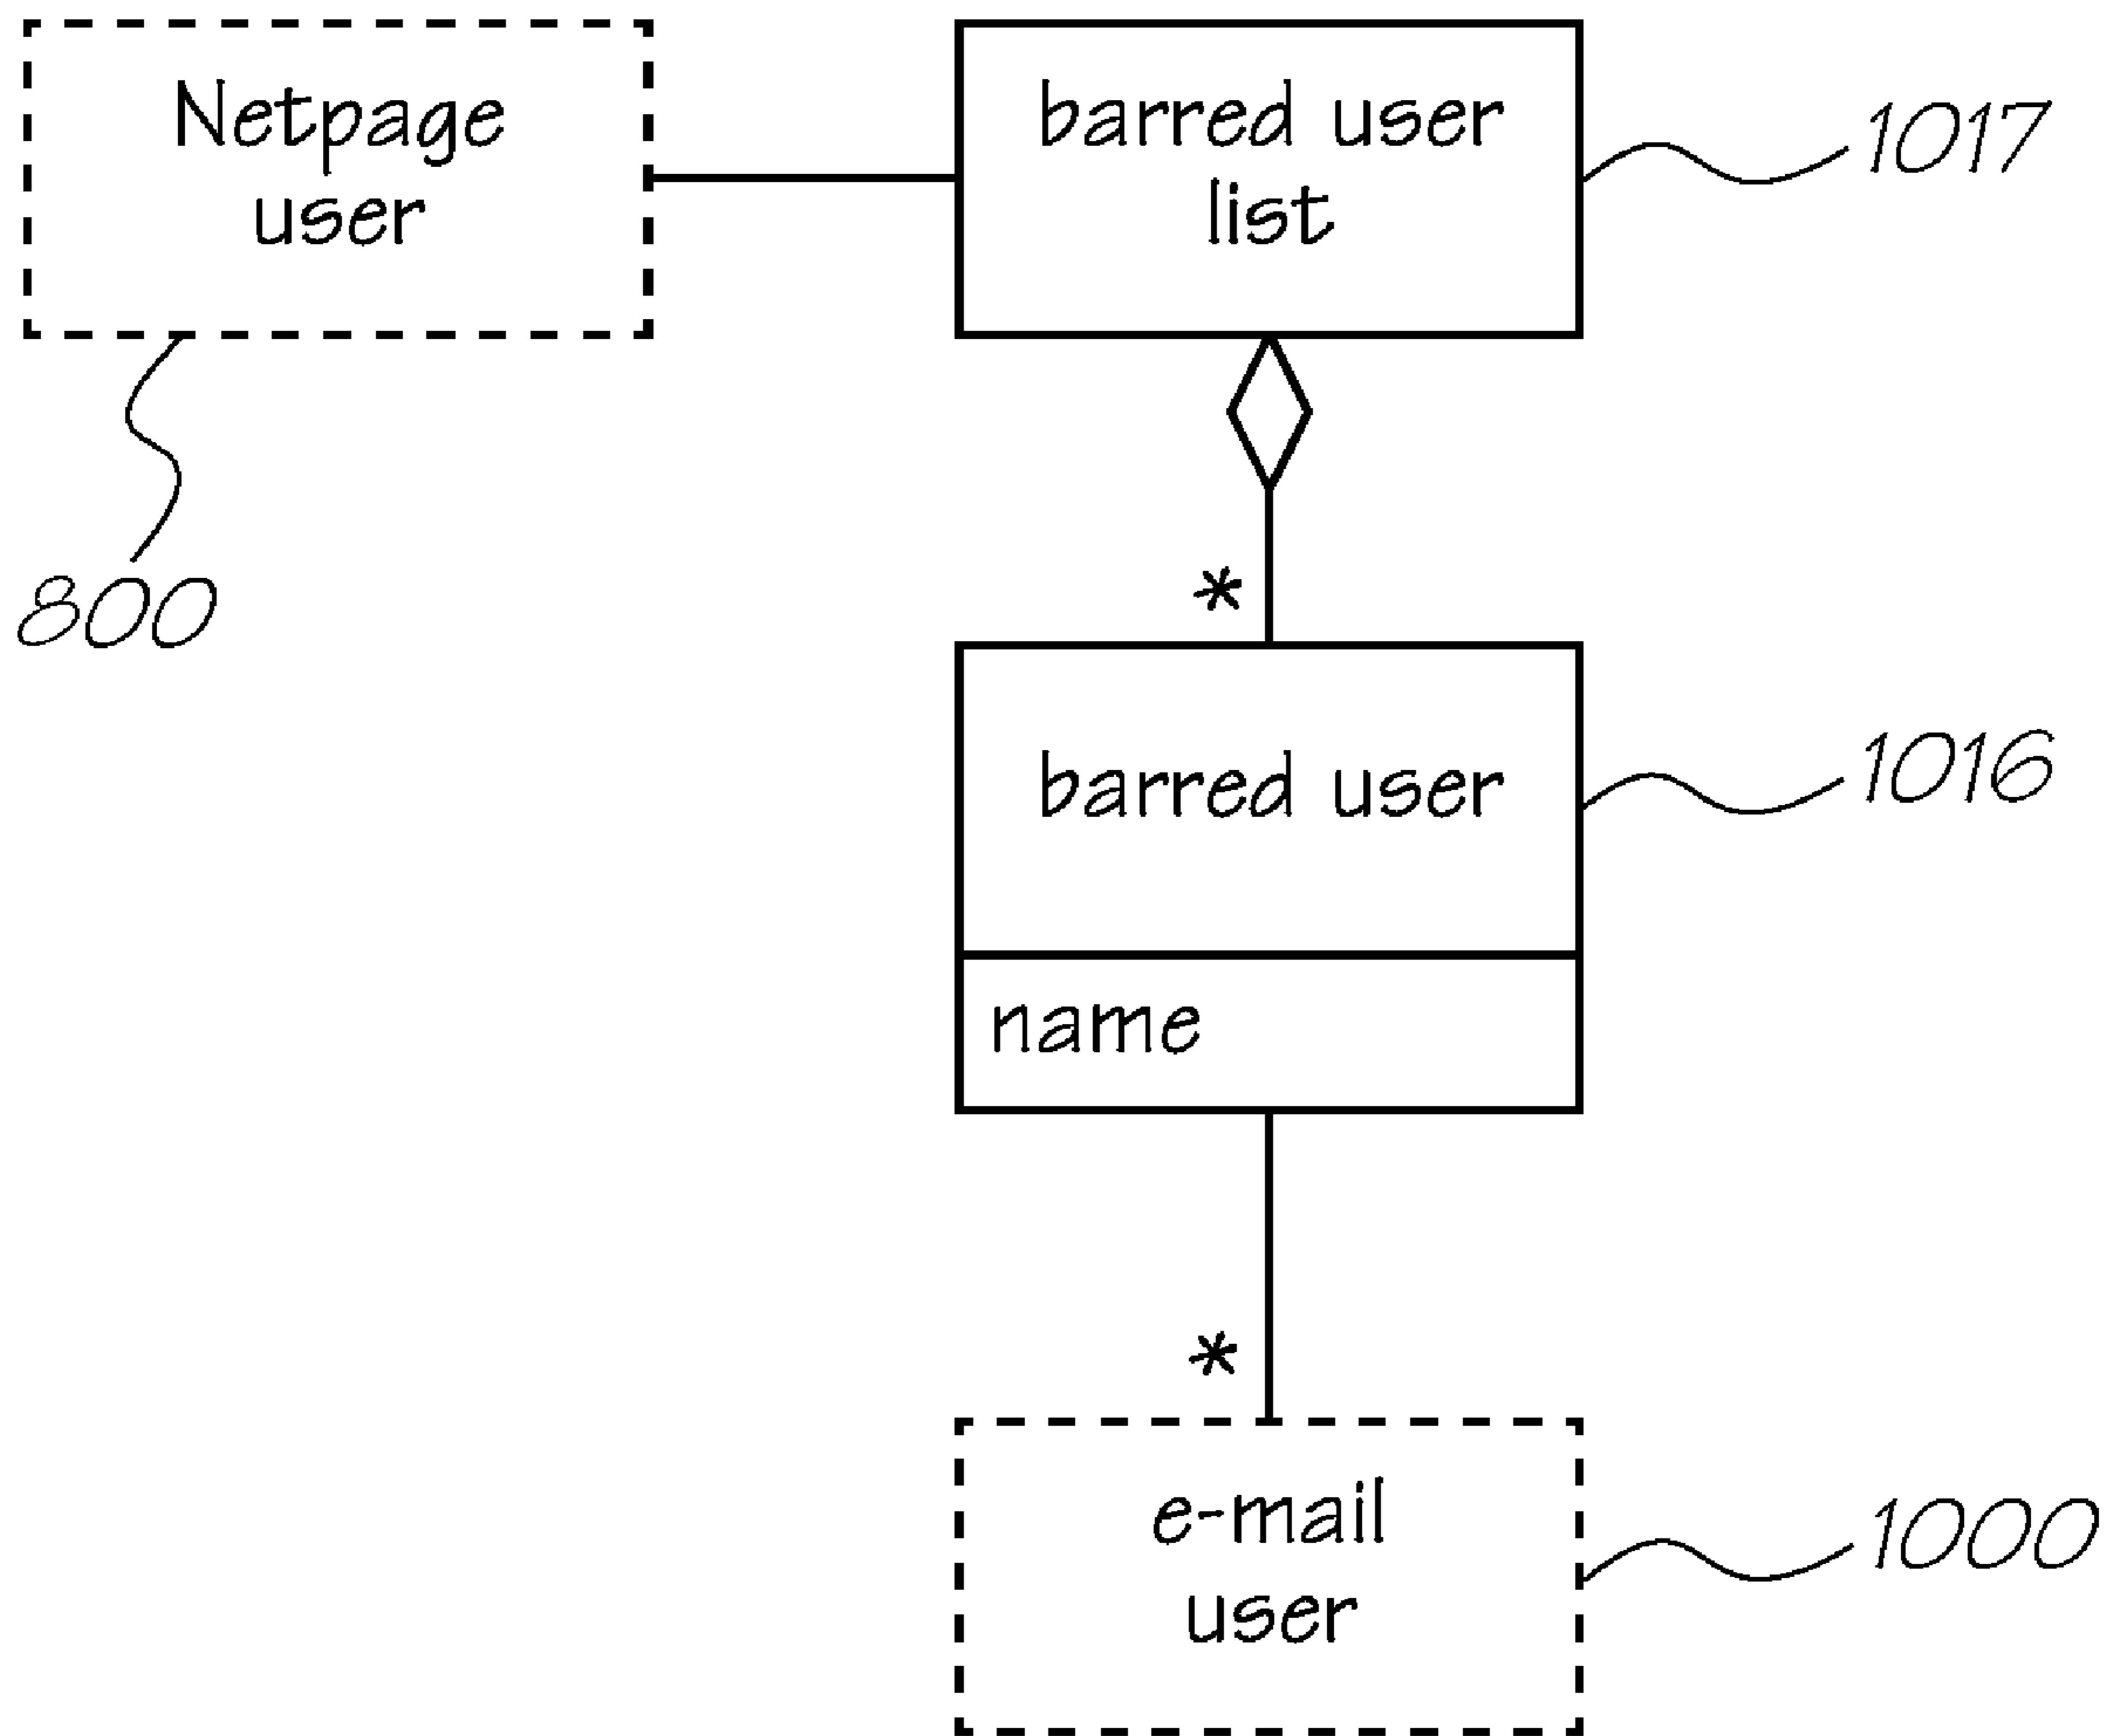 Netpage
user
barred user
list
1017
800
*
barred user
1016
name
*
e-mail
user
1000